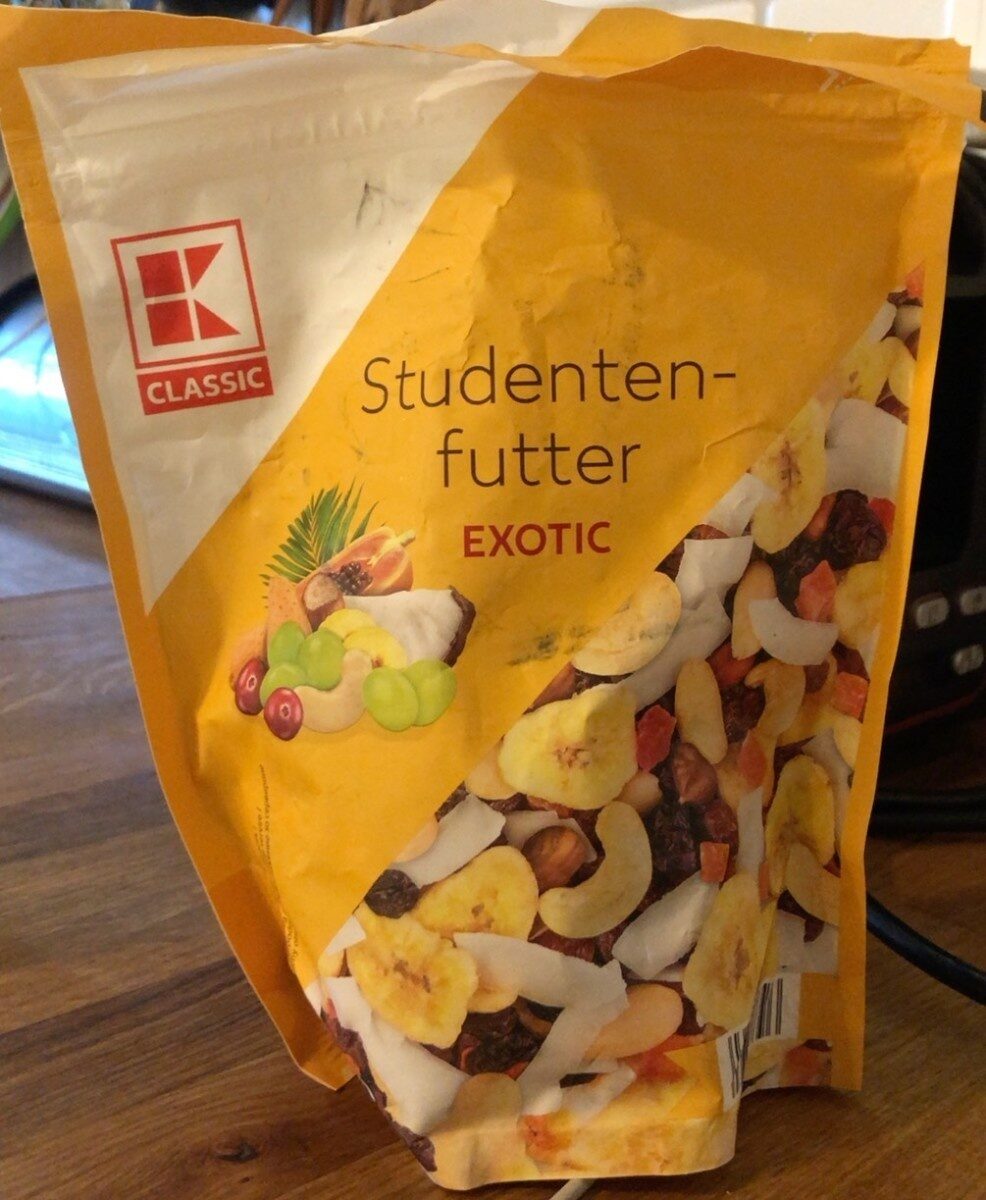 K
CLASSIC
Studenten-
futter
EXOTIC